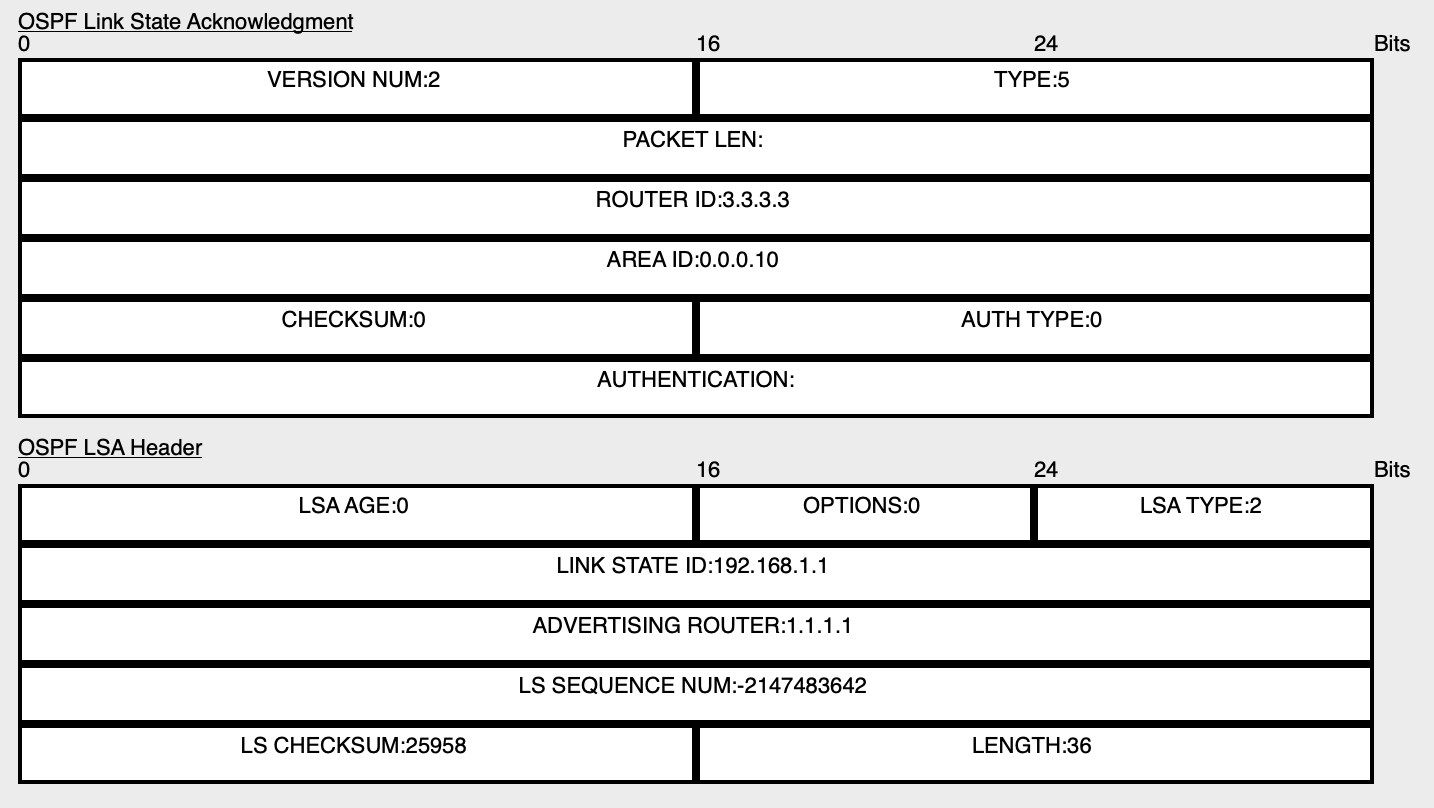 OSPF Link State Acknowledgment
0 16 24 Bits
VERSION NUM:2 TYPE:5
PACKET LEN:
ROUTER ID:3.3.3.3
AREA ID:0.0.0.10
CHECKSUM:0 AUTH TYPE:0
AUTHENTICATION:
OSPF LSA Header
0 16 24 Bits
LSA AGE:0 OPTIONS:0 LSA TYPE:2
LINK STATE ID:192.168.1.1
ADVERTISING ROUTER:1.1.1.1
LS SEQUENCE NUM:-2147483642
LS CHECKSUM:25958 LENGTH:36